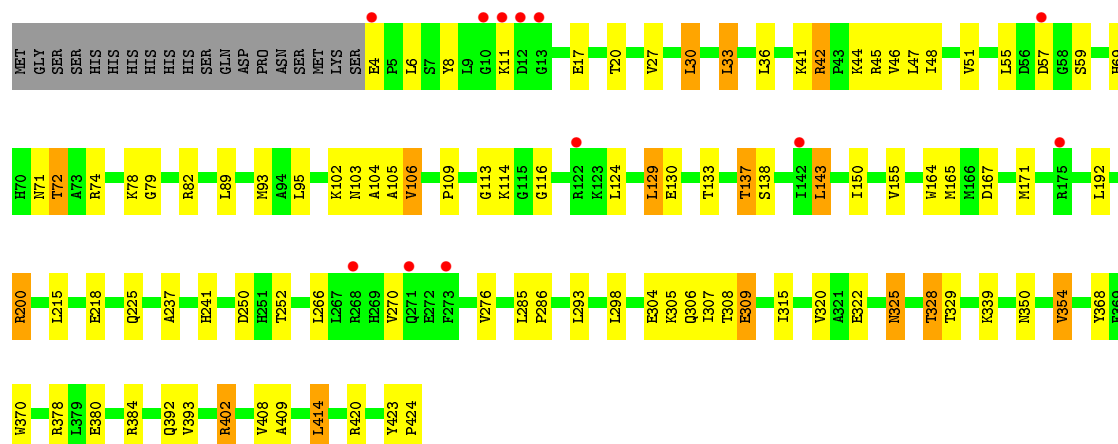 MET GLY SER SER HIS HIS HIS HIS HIS HIS SER GLN ASP PRO ASN SER MET LYS SER E4 P5 L6 S7 Y8 L9 G10 K11 D12 G13 E17 T20 V27 L30 L33 L36 K41 R42 P43 K44 R45 V46 L47 I48 V51 L55 D56 D57 G58 S59 H69
H70 N71 T72 A73 R74 K78 G79 R82 L89 M93 A94 L95 K102 N103 A104 A105 V106 P109 G113 K114 G115 G116 R122 K123 L124 L129 E130 T133 T137 S138 I142 L143 I150 V155 W164 M165 M166 D167 M171 R175 L192
R200 L215 E218 Q225 A237 H241 D250 H251 T252 L266 L267 R268 H269 V270 Q271 E272 F273 V276 L285 P286 L293 L298 E304 K305 Q306 I307 T308 E309 I315 V320 A321 E322 N325 T328 I329 K339 N350 V354 Y368 E369
W370 R378 L379 E380 R384 Q392 V393 R402 V408 A409 L414 R420 Y423 P424